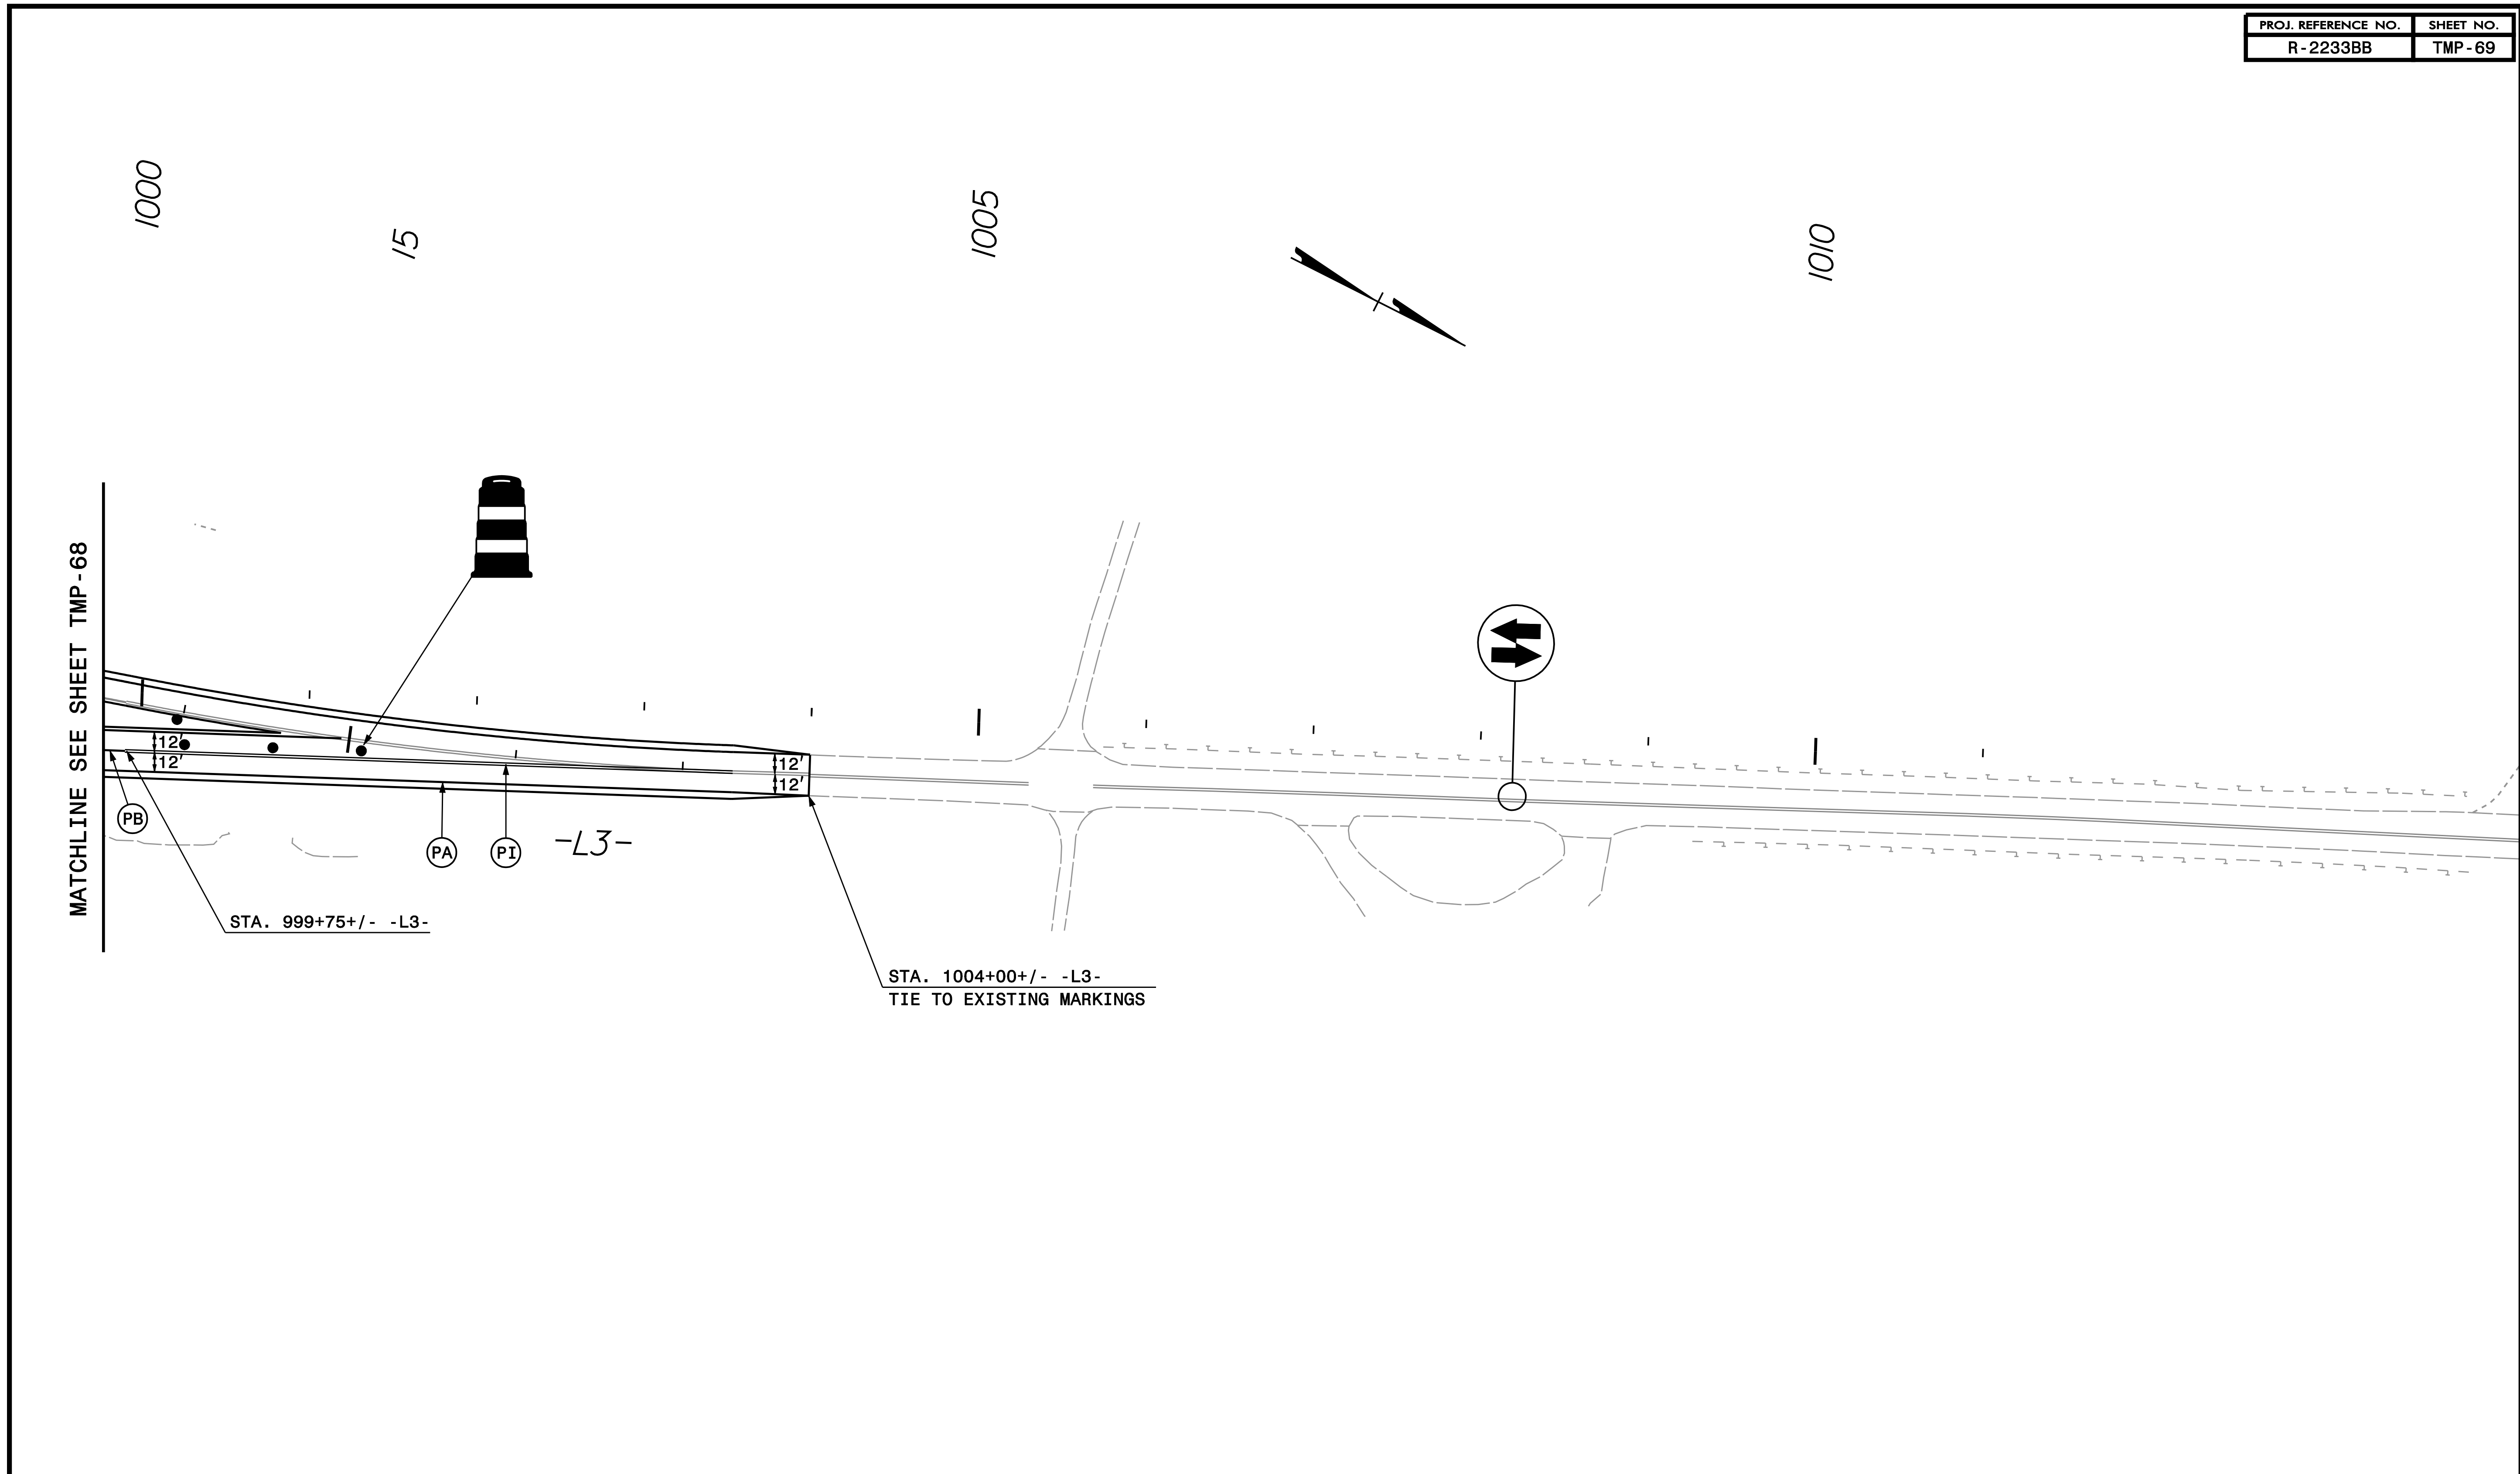 PROJ. REFERENCE NO. SHEET NO.
R-2233BB TMP-69
1000
15
1005
1010
MATCHLINE SEE SHEET TMP-68
12'
12'
12'
12'
PB
PA
PI
-L3-
STA. 999+75+/- -L3-
STA. 1004+00+/- -L3-
TIE TO EXISTING MARKINGS